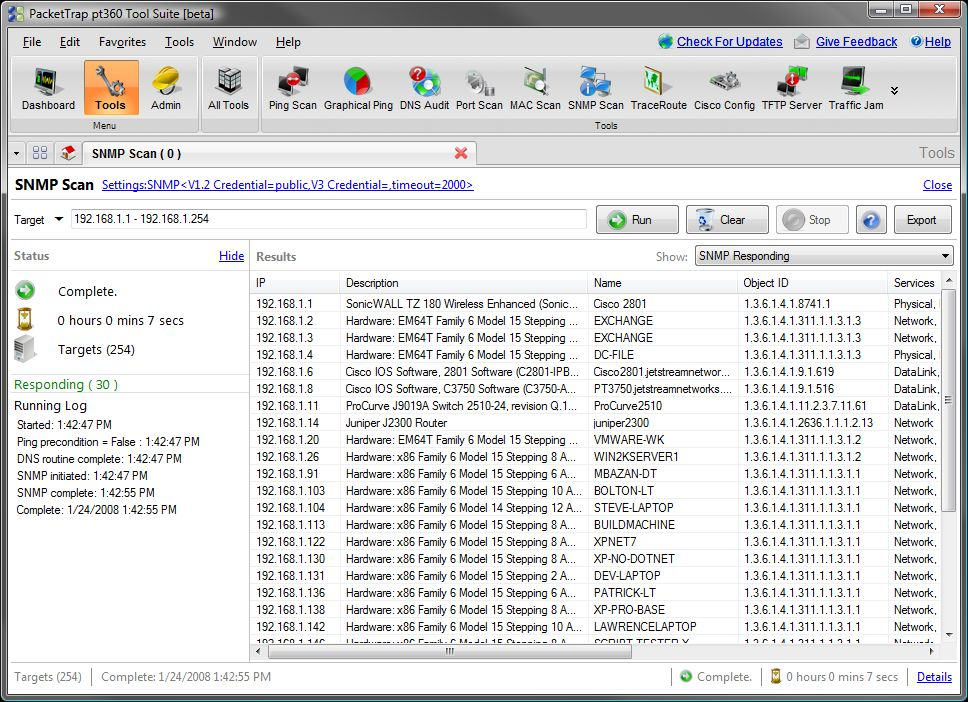 PacketTrap pt360 Tool Suite [beta]
File Edit Favorites Tools Window Help Check For Updates Give Feedback Help
Dashboard Tools Admin All Tools Ping Scan Graphical Ping DNS Audit Port Scan MAC Scan SNMP Scan TraceRoute Cisco Config TFTP Server Traffic Jam
Menu Tools
SNMP Scan ( 0 ) Tools
SNMP Scan Settings:SNMP<V1.2 Credential=public,V3 Credential=,timeout=2000> Close
Target 192.168.1.1 - 192.168.1.254 Run Clear Stop Export
Status Hide
Complete.
0 hours 0 mins 7 secs
Targets (254)
Responding ( 30 )
Running Log
Started: 1:42:47 PM
Ping precondition = False : 1:42:47 PM
DNS routine complete: 1:42:47 PM
SNMP initiated: 1:42:47 PM
SNMP complete: 1:42:55 PM
Complete: 1/24/2008 1:42:55 PM
Results Show: SNMP Responding
IP Description Name Object ID Services
192.168.1.1 SonicWALL TZ 180 Wireless Enhanced (Sonic... Cisco 2801 1.3.6.1.4.1.8741.1 Physical,
192.168.1.2 Hardware: EM64T Family 6 Model 15 Stepping ... EXCHANGE 1.3.6.1.4.1.311.1.1.3.1.3 Network,
192.168.1.3 Hardware: EM64T Family 6 Model 15 Stepping ... EXCHANGE 1.3.6.1.4.1.311.1.1.3.1.3 Network,
192.168.1.4 Hardware: EM64T Family 6 Model 15 Stepping ... DC-FILE 1.3.6.1.4.1.311.1.1.3.1.3 Physical,
192.168.1.6 Cisco IOS Software, 2801 Software (C2801-IPB... Cisco2801.jetstreamnetwor... 1.3.6.1.4.1.9.1.619 DataLink,
192.168.1.8 Cisco IOS Software, C3750 Software (C3750-A... PT3750.jetstreamnetworks.... 1.3.6.1.4.1.9.1.516 DataLink,
192.168.1.11 ProCurve J9019A Switch 2510-24, revision Q.1... ProCurve2510 1.3.6.1.4.1.11.2.3.7.11.61 DataLink,
192.168.1.14 Juniper J2300 Router juniper2300 1.3.6.1.4.1.2636.1.1.1.2.13 Network
192.168.1.20 Hardware: EM64T Family 6 Model 15 Stepping ... VMWARE-WK 1.3.6.1.4.1.311.1.1.3.1.2 Network,
192.168.1.26 Hardware: x86 Family 6 Model 15 Stepping 8 A... WIN2KSERVER1 1.3.6.1.4.1.311.1.1.3.1.2 Network,
192.168.1.91 Hardware: x86 Family 6 Model 15 Stepping 6 A... MBAZAN-DT 1.3.6.1.4.1.311.1.1.3.1.1 Network,
192.168.1.103 Hardware: x86 Family 6 Model 15 Stepping 10 A... BOLTON-LT 1.3.6.1.4.1.311.1.1.3.1.1 Network,
192.168.1.104 Hardware: x86 Family 6 Model 14 Stepping 12 A... STEVE-LAPTOP 1.3.6.1.4.1.311.1.1.3.1.1 Network,
192.168.1.113 Hardware: x86 Family 6 Model 15 Stepping 8 A... BUILDMACHINE 1.3.6.1.4.1.311.1.1.3.1.1 Network,
192.168.1.122 Hardware: x86 Family 6 Model 15 Stepping 8 A... XPNET7 1.3.6.1.4.1.311.1.1.3.1.1 Network,
192.168.1.130 Hardware: x86 Family 6 Model 15 Stepping 8 A... XP-NO-DOTNET 1.3.6.1.4.1.311.1.1.3.1.1 Network,
192.168.1.131 Hardware: x86 Family 6 Model 15 Stepping 2 A... DEV-LAPTOP 1.3.6.1.4.1.311.1.1.3.1.1 Network,
192.168.1.136 Hardware: x86 Family 6 Model 15 Stepping 6 A... PATRICK-LT 1.3.6.1.4.1.311.1.1.3.1.1 Network,
192.168.1.138 Hardware: x86 Family 6 Model 15 Stepping 8 A... XP-PRO-BASE 1.3.6.1.4.1.311.1.1.3.1.1 Network,
192.168.1.142 Hardware: x86 Family 6 Model 15 Stepping 10 A... LAWRENCELAPTOP 1.3.6.1.4.1.311.1.1.3.1.1 Network,
Targets (254) Complete: 1/24/2008 1:42:55 PM Complete. 0 hours 0 mins 7 secs Details